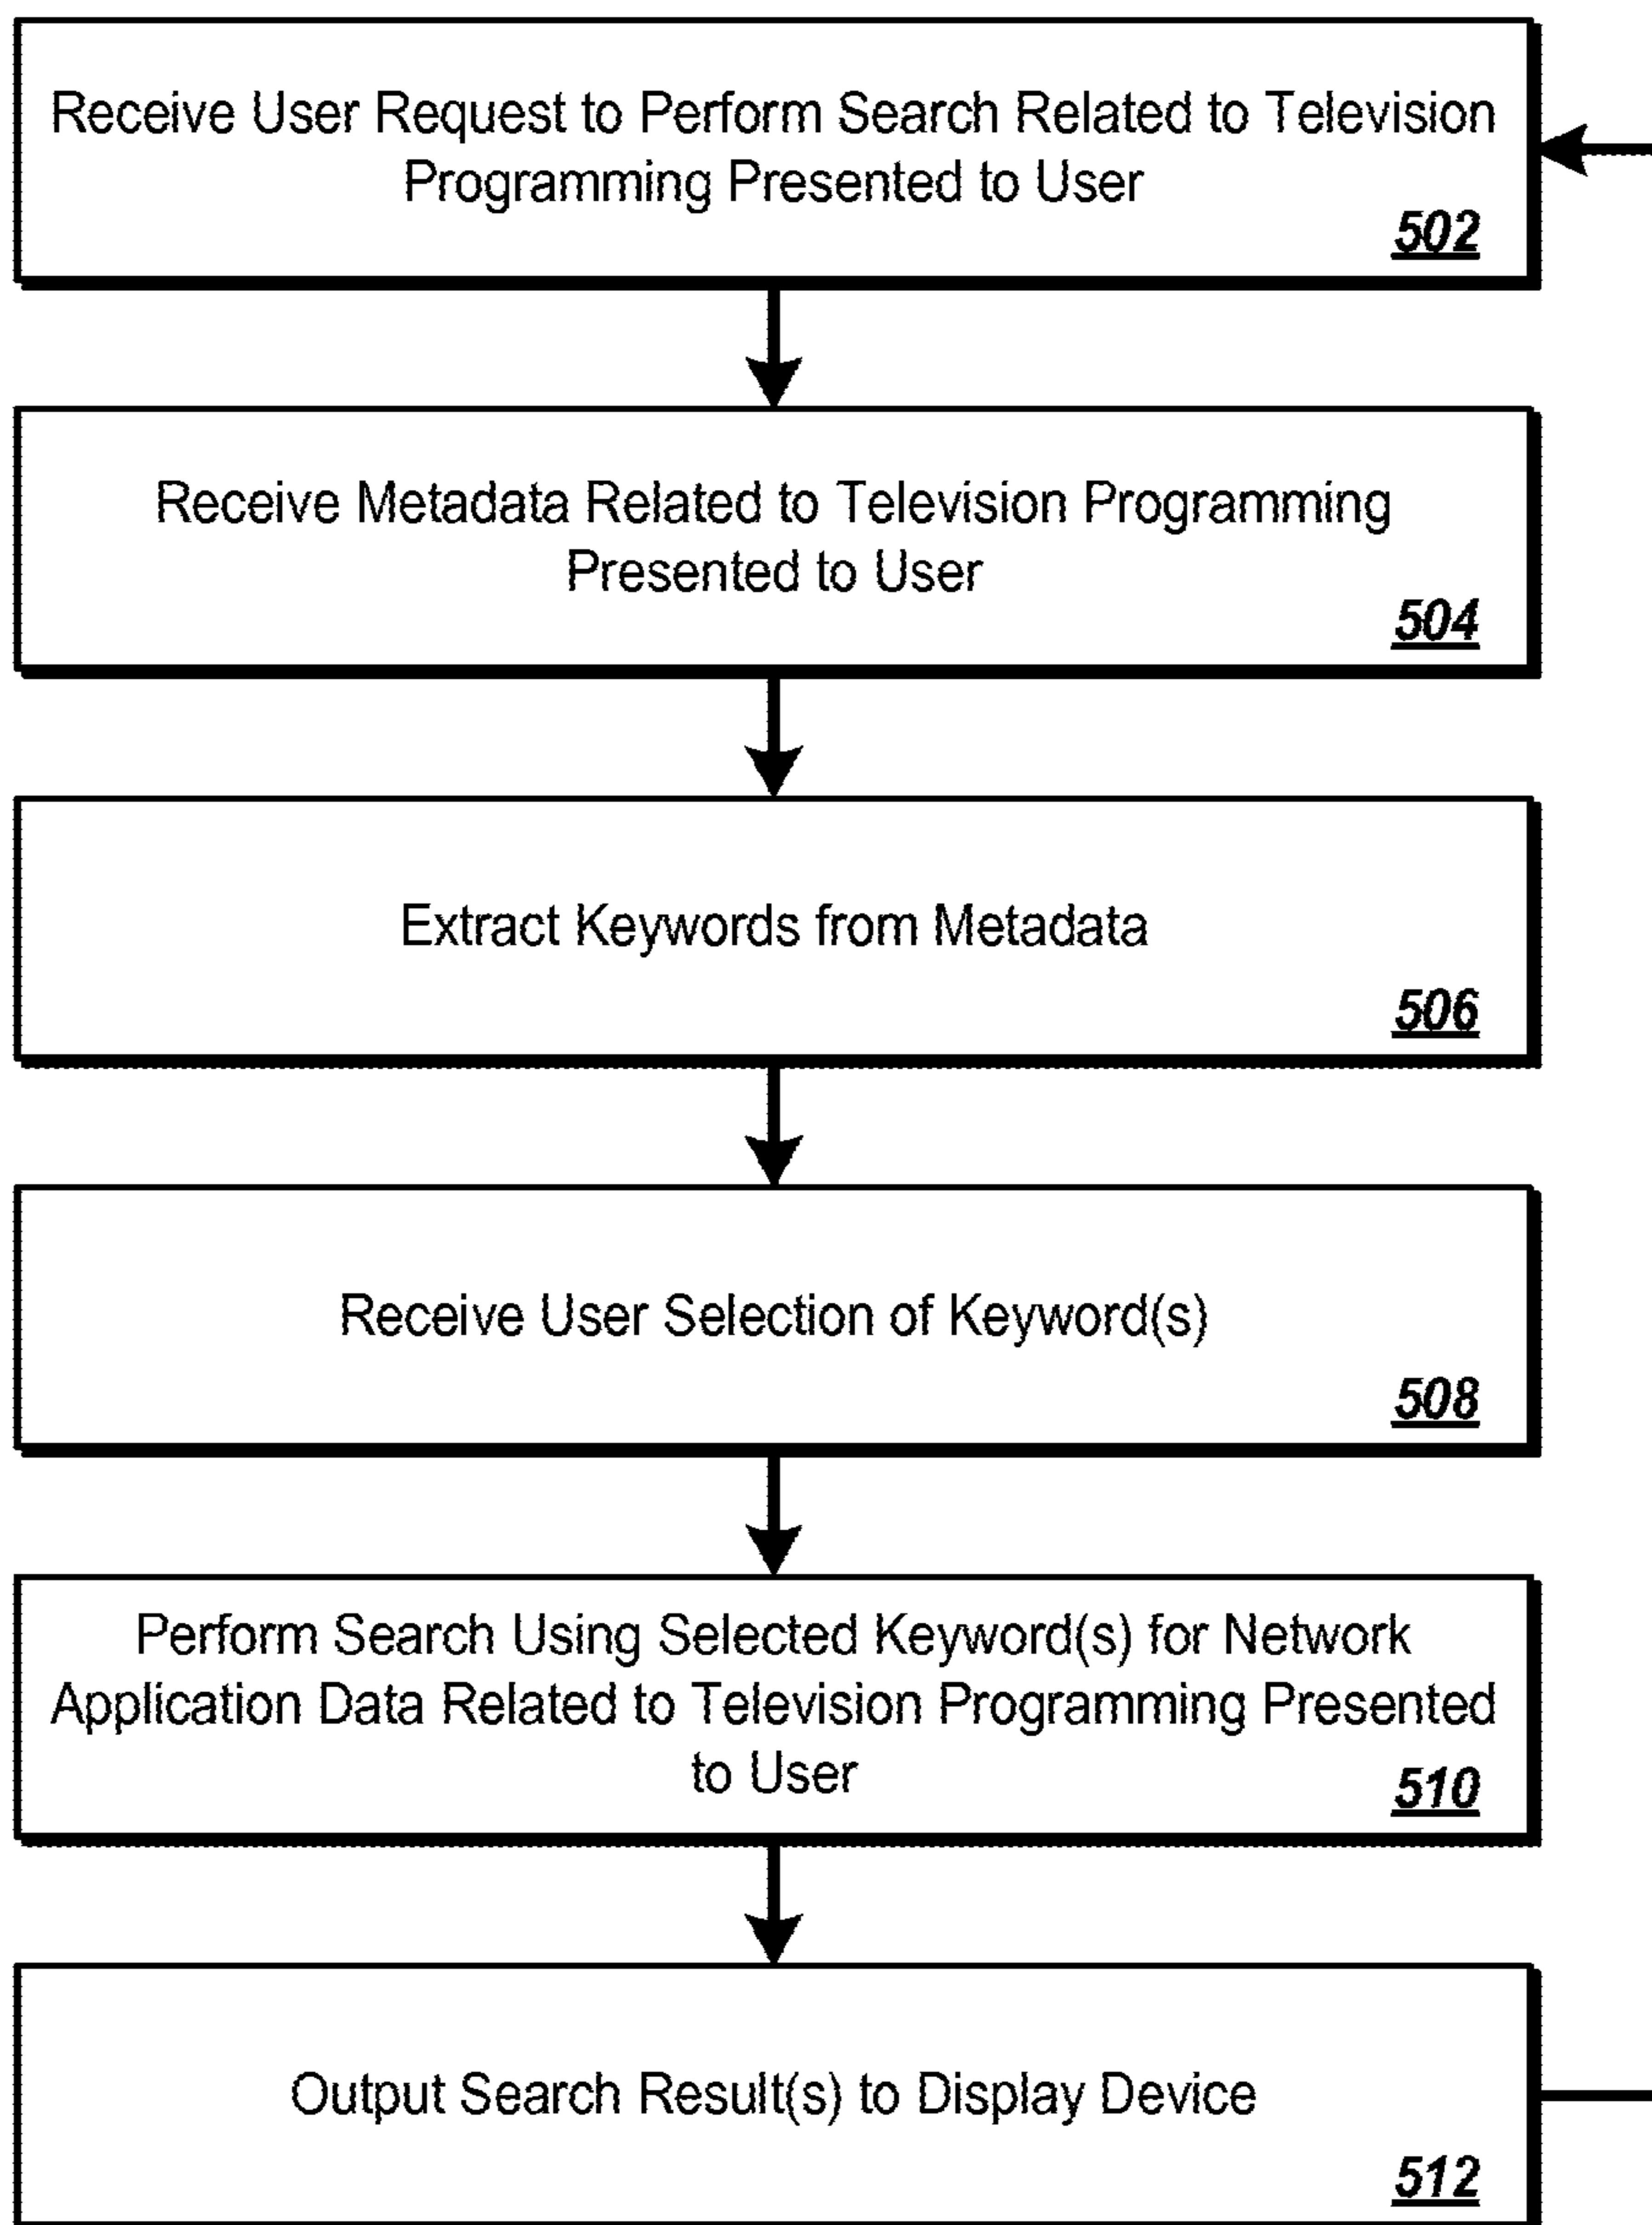 Receive User Request to Perform Search Related to Television
Programming Presented to User
502
Receive Metadata Related to Television Programming
Presented to User
504
Extract Keywords from Metadata
506
Receive User Selection of Keyword(s)
508
Perform Search Using Selected Keyword(s) for Network
Application Data Related to Television Programming Presented
to User
510
Output Search Result(s) to Display Device
512